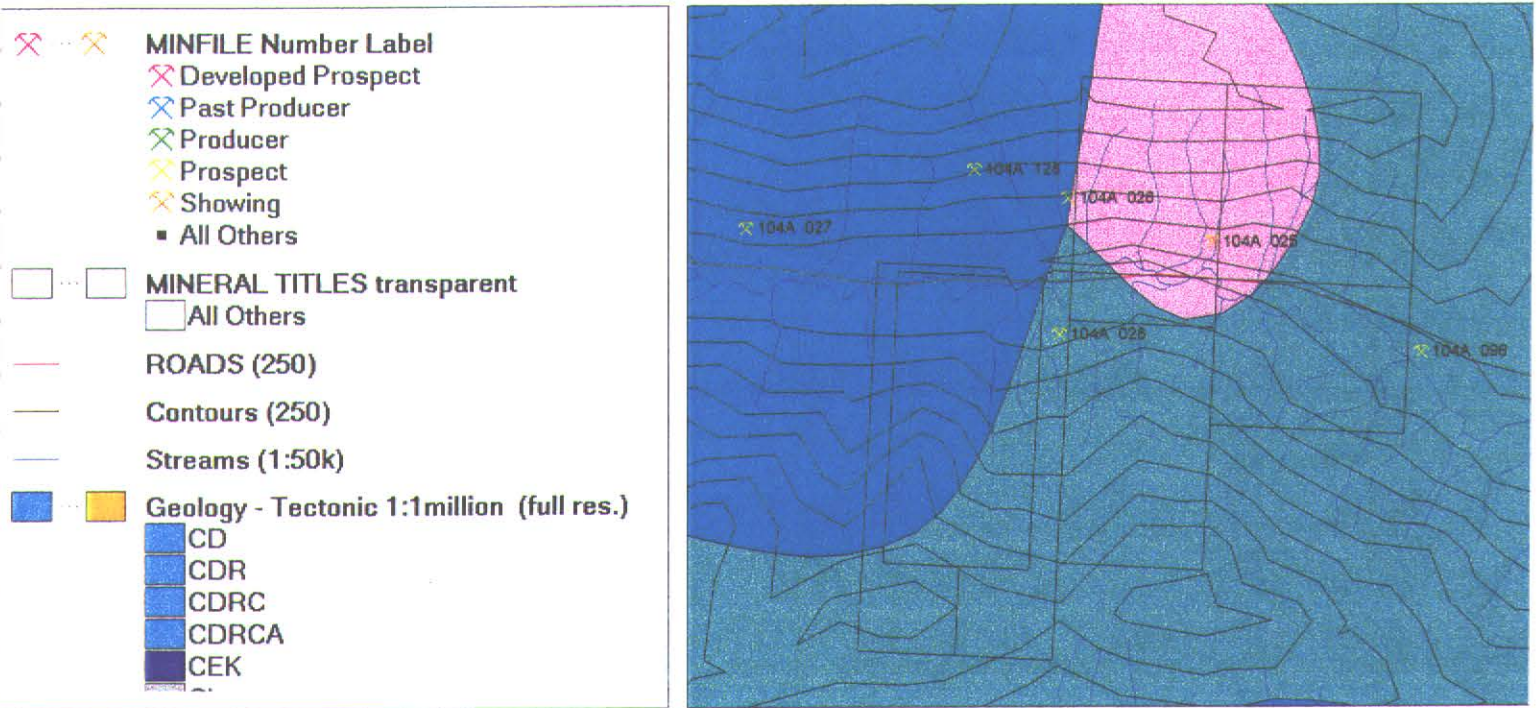 MINFILE Number Label
Developed Prospect
Past Producer
Producer
Prospect
Showing
All Others
MINERAL TITLES transparent
All Others
ROADS (250)
Contours (250)
Streams (1:50k)
Geology - Tectonic 1:1million (full res.)
CD
CDR
CDRC
CDRCA
CEK
104A 026
104A 027
104A 025
104A 028
104A 096